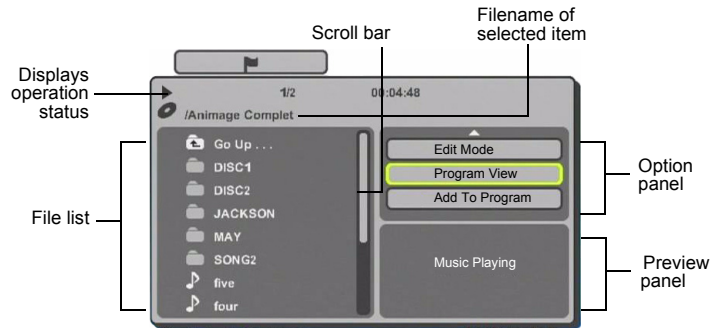 Filename of
selected item
Scroll bar
Displays
operation
status
1/2
00:04:48
/Animage Complet
Go Up . . .
DISC1
DISC2
JACKSON
MAY
SONG2
five
four
File list
Edit Mode
Program View
Add To Program
Option
panel
Music Playing
Preview
panel